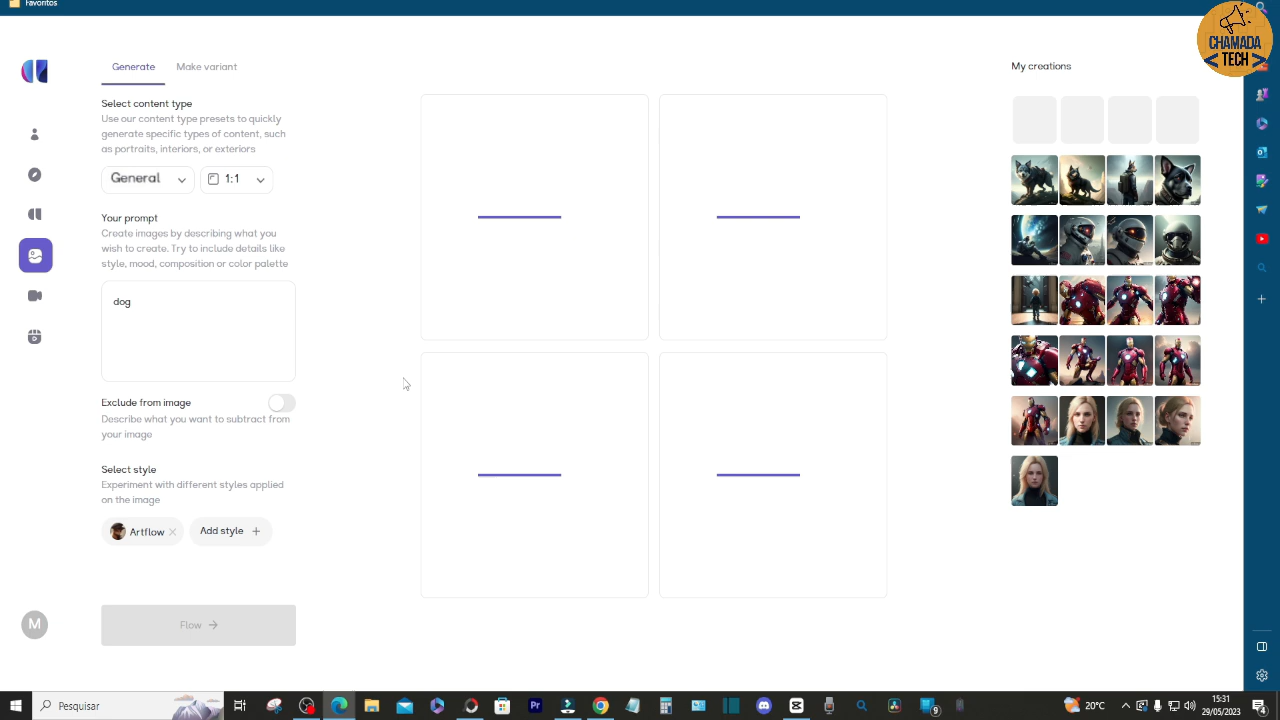 Favoritos
CHAMADA
TECH
Generate
Make variant
My creations
Select content type
Use our content type presets to quickly
generate specific types of content, such
as portraits, interiors, or exteriors
General
1:1
Your prompt
Create images by describing what you
wish to create. Try to include details like
style, mood, composition or color palette
dog
Exclude from image
Describe what you want to subtract from
your image
Select style
Experiment with different styles applied
on the image
Artflow
Add style
M
Flow
Pesquisar
Pr
9
20°C
15:31
29/05/2023
4